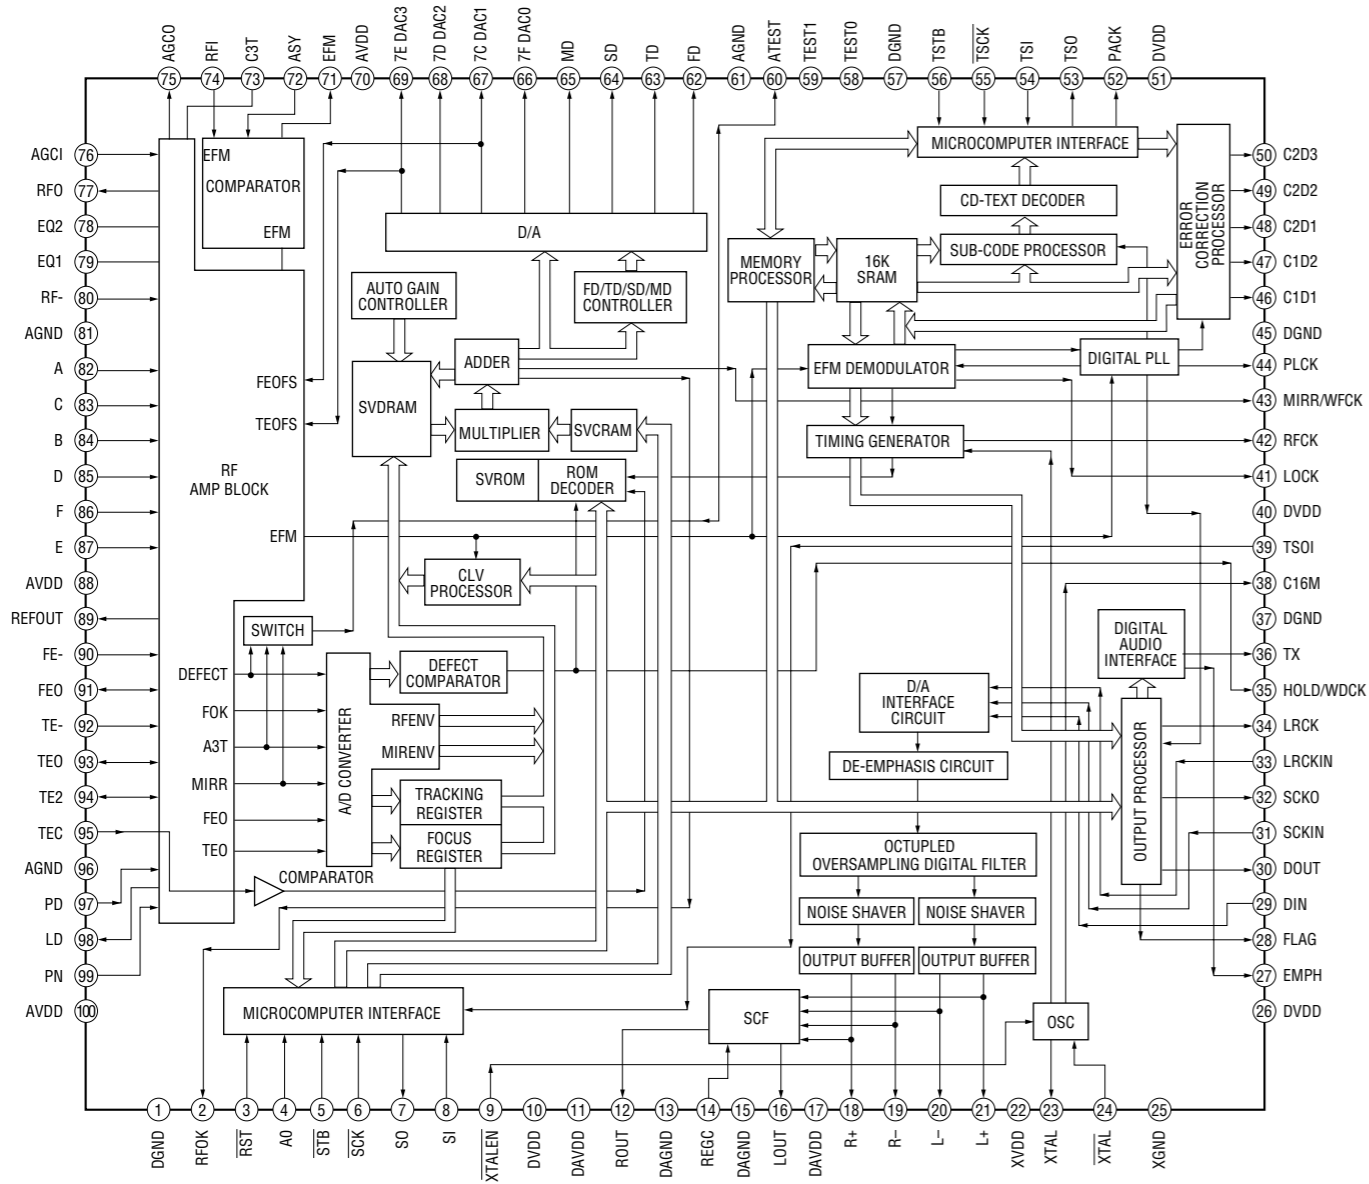 AGCO
RFI
C3T
ASY
EFM
AVDD
7E DAC3
7D DAC2
7C DAC1
7F DAC0
MD
SD
TD
FD
AGND
ATEST
TEST1
TEST0
DGND
TSTB
TSCK
TSI
TSO
PACK
DVDD
75
74
73
72
71
70
69
68
67
66
65
64
63
62
61
60
59
58
57
56
55
54
53
52
51
AGCI 76
RFO 77
EQ2 78
EQ1 79
RF- 80
AGND 81
A 82
C 83
B 84
D 85
F 86
E 87
AVDD 88
REFOUT 89
FE- 90
FEO 91
TE- 92
TEO 93
TE2 94
TEC 95
AGND 96
PD 97
LD 98
PN 99
AVDD 100
EFM
COMPARATOR
EFM
RF
AMP BLOCK
FEOFS
TEOFS
EFM
DEFECT
FOK
A3T
MIRR
FEO
TEO
D/A
AUTO GAIN
CONTROLLER
FD/TD/SD/MD
CONTROLLER
SVDRAM
ADDER
MULTIPLIER
SVCRAM
SVROM
ROM
DECODER
CLV
PROCESSOR
SWITCH
A/D CONVERTER
DEFECT
COMPARATOR
RFENV
MIRENV
TRACKING
REGISTER
FOCUS
REGISTER
COMPARATOR
MICROCOMPUTER INTERFACE
MICROCOMPUTER INTERFACE
CD-TEXT DECODER
SUB-CODE PROCESSOR
MEMORY
PROCESSOR
16K
SRAM
ERROR
CORRECTION
PROCESSOR
EFM DEMODULATOR
DIGITAL PLL
TIMING GENERATOR
DIGITAL
AUDIO
INTERFACE
D/A
INTERFACE
CIRCUIT
DE-EMPHASIS CIRCUIT
OUTPUT PROCESSOR
OCTUPLED
OVERSAMPLING DIGITAL FILTER
NOISE SHAVER
NOISE SHAVER
OUTPUT BUFFER
OUTPUT BUFFER
SCF
OSC
50 C2D3
49 C2D2
48 C2D1
47 C1D2
46 C1D1
45 DGND
44 PLCK
43 MIRR/WFCK
42 RFCK
41 LOCK
40 DVDD
39 TSOI
38 C16M
37 DGND
36 TX
35 HOLD/WDCK
34 LRCK
33 LRCKIN
32 SCKO
31 SCKIN
30 DOUT
29 DIN
28 FLAG
27 EMPH
26 DVDD
1
2
3
4
5
6
7
8
9
10
11
12
13
14
15
16
17
18
19
20
21
22
23
24
25
DGND
RFOK
RST
A0
STB
SCK
SO
SI
XTALEN
DVDD
DAVDD
ROUT
DAGND
REGC
DAGND
LOUT
DAVDD
R+
R–
L–
L+
XVDD
XTAL
XTAL
XGND